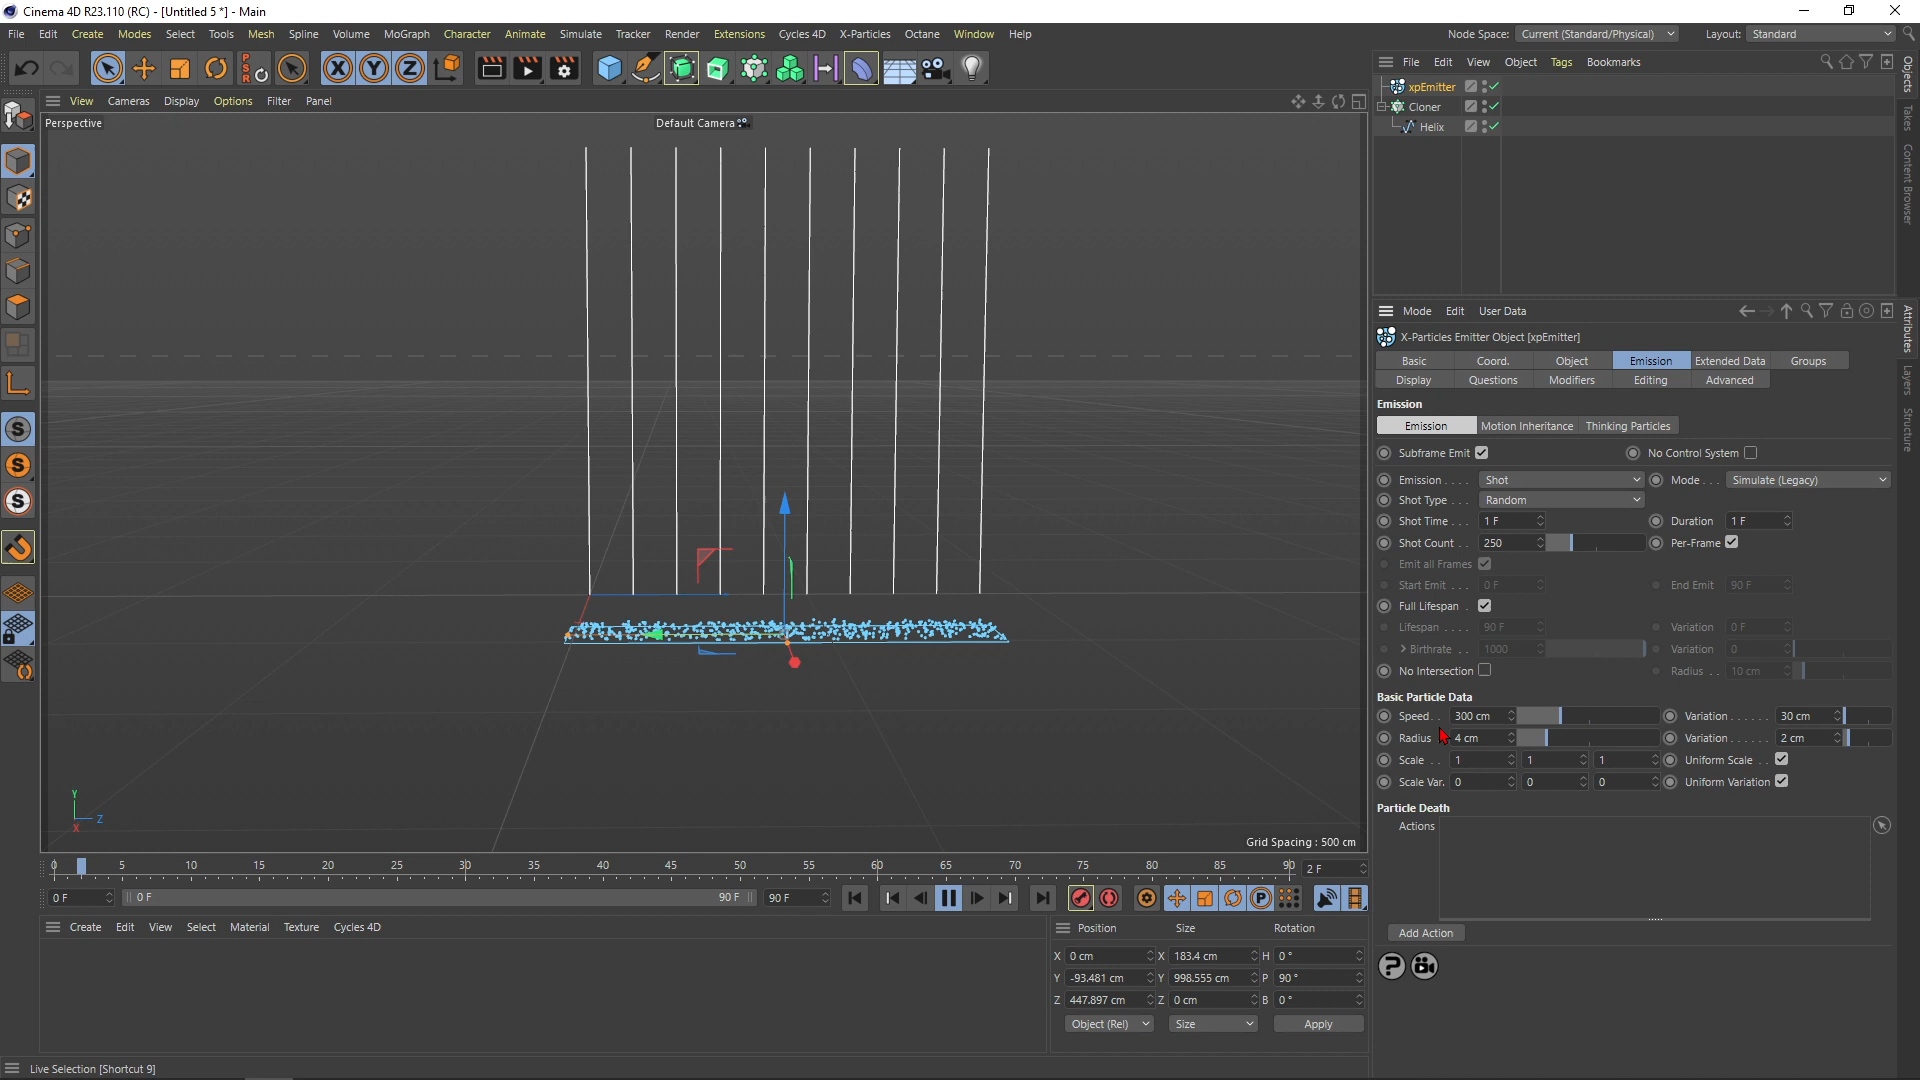 Cinema 4D R23.110 (RC) - [Untitled 5 *] - Main
File Edit Create Modes Select Tools Mesh Spline Volume MoGraph Character Animate Simulate Tracker Render Extensions Cycles 4D X-Particles Octane Window Help
Node Space: Current (Standard/Physical) Layout: Standard
PSR X Y Z
File Edit View Object Tags Bookmarks
View Cameras Display Options Filter Panel
Perspective
Default Camera
xpEmitter
Cloner
Helix
Objects
Takes
Content Browser
Mode Edit User Data
X-Particles Emitter Object [xpEmitter]
Basic Coord. Object Emission Extended Data Groups
Display Questions Modifiers Editing Advanced
Attributes
Layers
Structure
Emission
Emission Motion Inheritance Thinking Particles
Subframe Emit No Control System
Emission . . . . Shot Mode . . . Simulate (Legacy)
Shot Type . . . Random
Shot Time . . . 1 F Duration 1 F
Shot Count . . 250 Per-Frame
Emit all Frames
Start Emit . . . 0 F End Emit 90 F
Full Lifespan .
Lifespan . . . . 90 F Variation 0 F
Birthrate . . 1000 Variation 0
No Intersection Radius . . 10 cm
Basic Particle Data
Speed . . 300 cm Variation . . . . . . 30 cm
Radius 4 cm Variation . . . . . . 2 cm
Scale . . 1 1 1 Uniform Scale . .
Scale Var. 0 0 0 Uniform Variation
Particle Death
Actions
Add Action
Y
Z
X
Grid Spacing : 500 cm
0 5 10 15 20 25 30 35 40 45 50 55 60 65 70 75 80 85 90 2 F
0 F 0 F 90 F 90 F
Create Edit View Select Material Texture Cycles 4D
Position Size Rotation
X 0 cm X 183.4 cm H 0 °
Y -93.481 cm Y 998.555 cm P 90 °
Z 447.897 cm Z 0 cm B 0 °
Object (Rel) Size Apply
Live Selection [Shortcut 9]